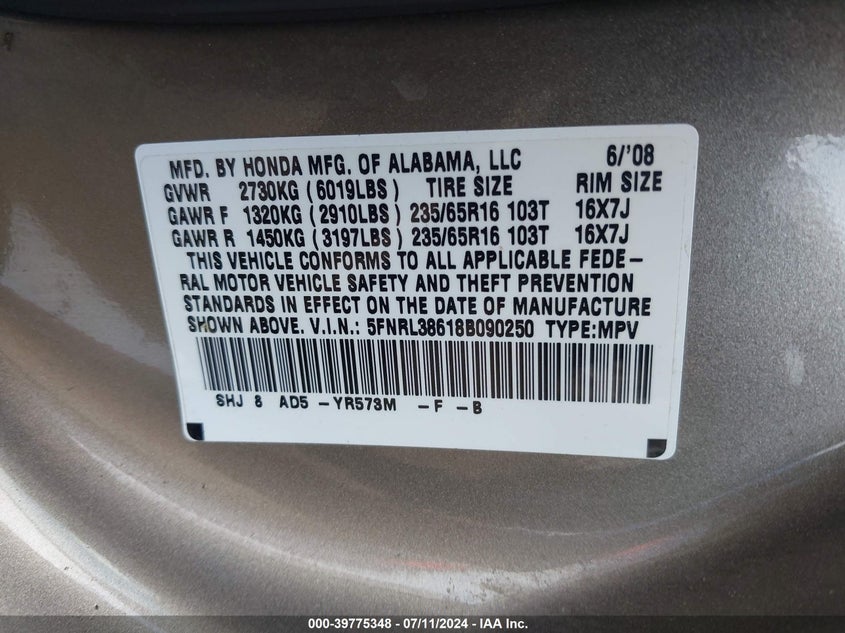 MFD. BY HONDA MFG. OF ALABAMA, LLC 6/'08
GVWR 2730KG (6019LBS) TIRE SIZE RIM SIZE
GAWR F 1320KG (2910LBS) 235/65R16 103T 16X7J
GAWR R 1450KG (3197LBS) 235/65R16 103T 16X7J
THIS VEHICLE CONFORMS TO ALL APPLICABLE FEDE-
RAL MOTOR VEHICLE SAFETY AND THEFT PREVENTION
STANDARDS IN EFFECT ON THE DATE OF MANUFACTURE
SHOWN ABOVE. V.I.N.: 5FNRL38618B090250 TYPE:MPV
SHJ 8 AD5 -YR573M -F -B
000-39775348 - 07/11/2024 - IAA Inc.